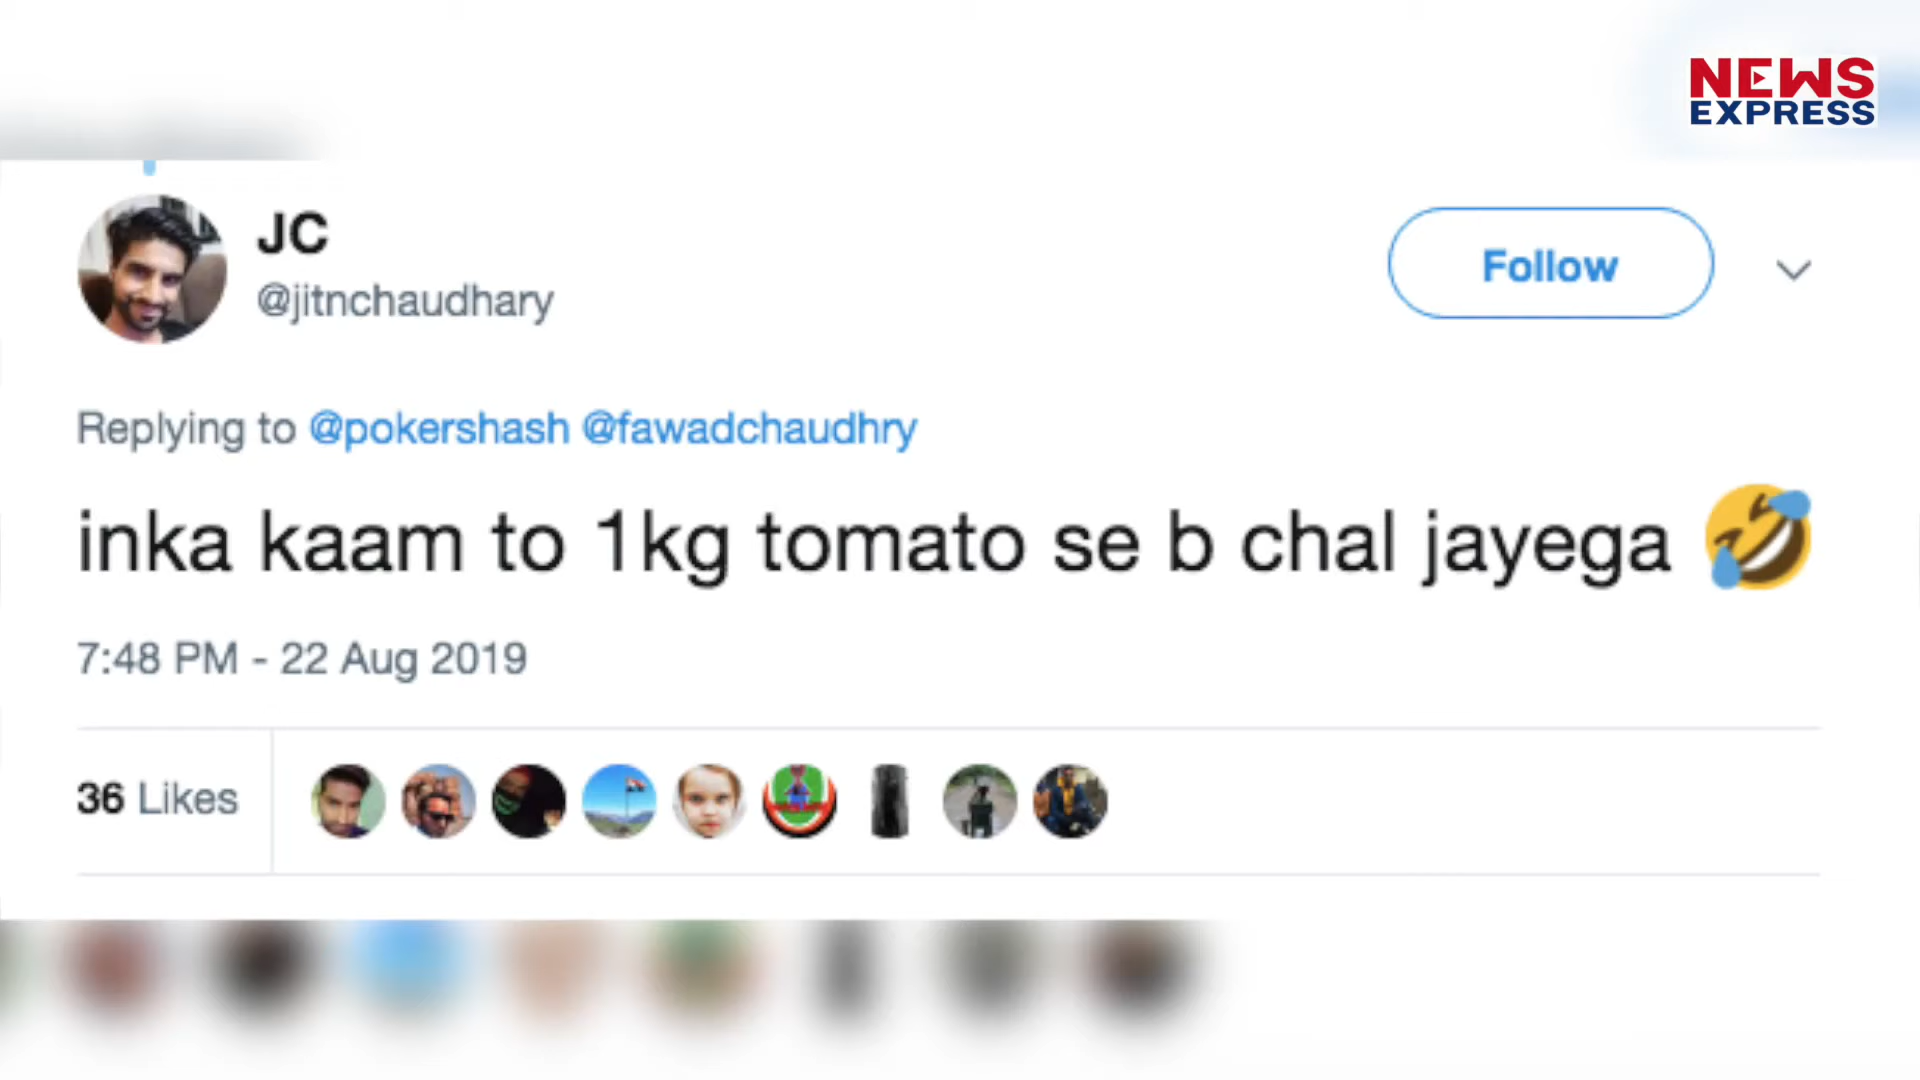 NEWS
EXPRESS
JC
@jitnchaudhary
Follow
Replying to @pokershash @fawadchaudhry
inka kaam to 1kg tomato se b chal jayega 🤣
7:48 PM - 22 Aug 2019
36 Likes